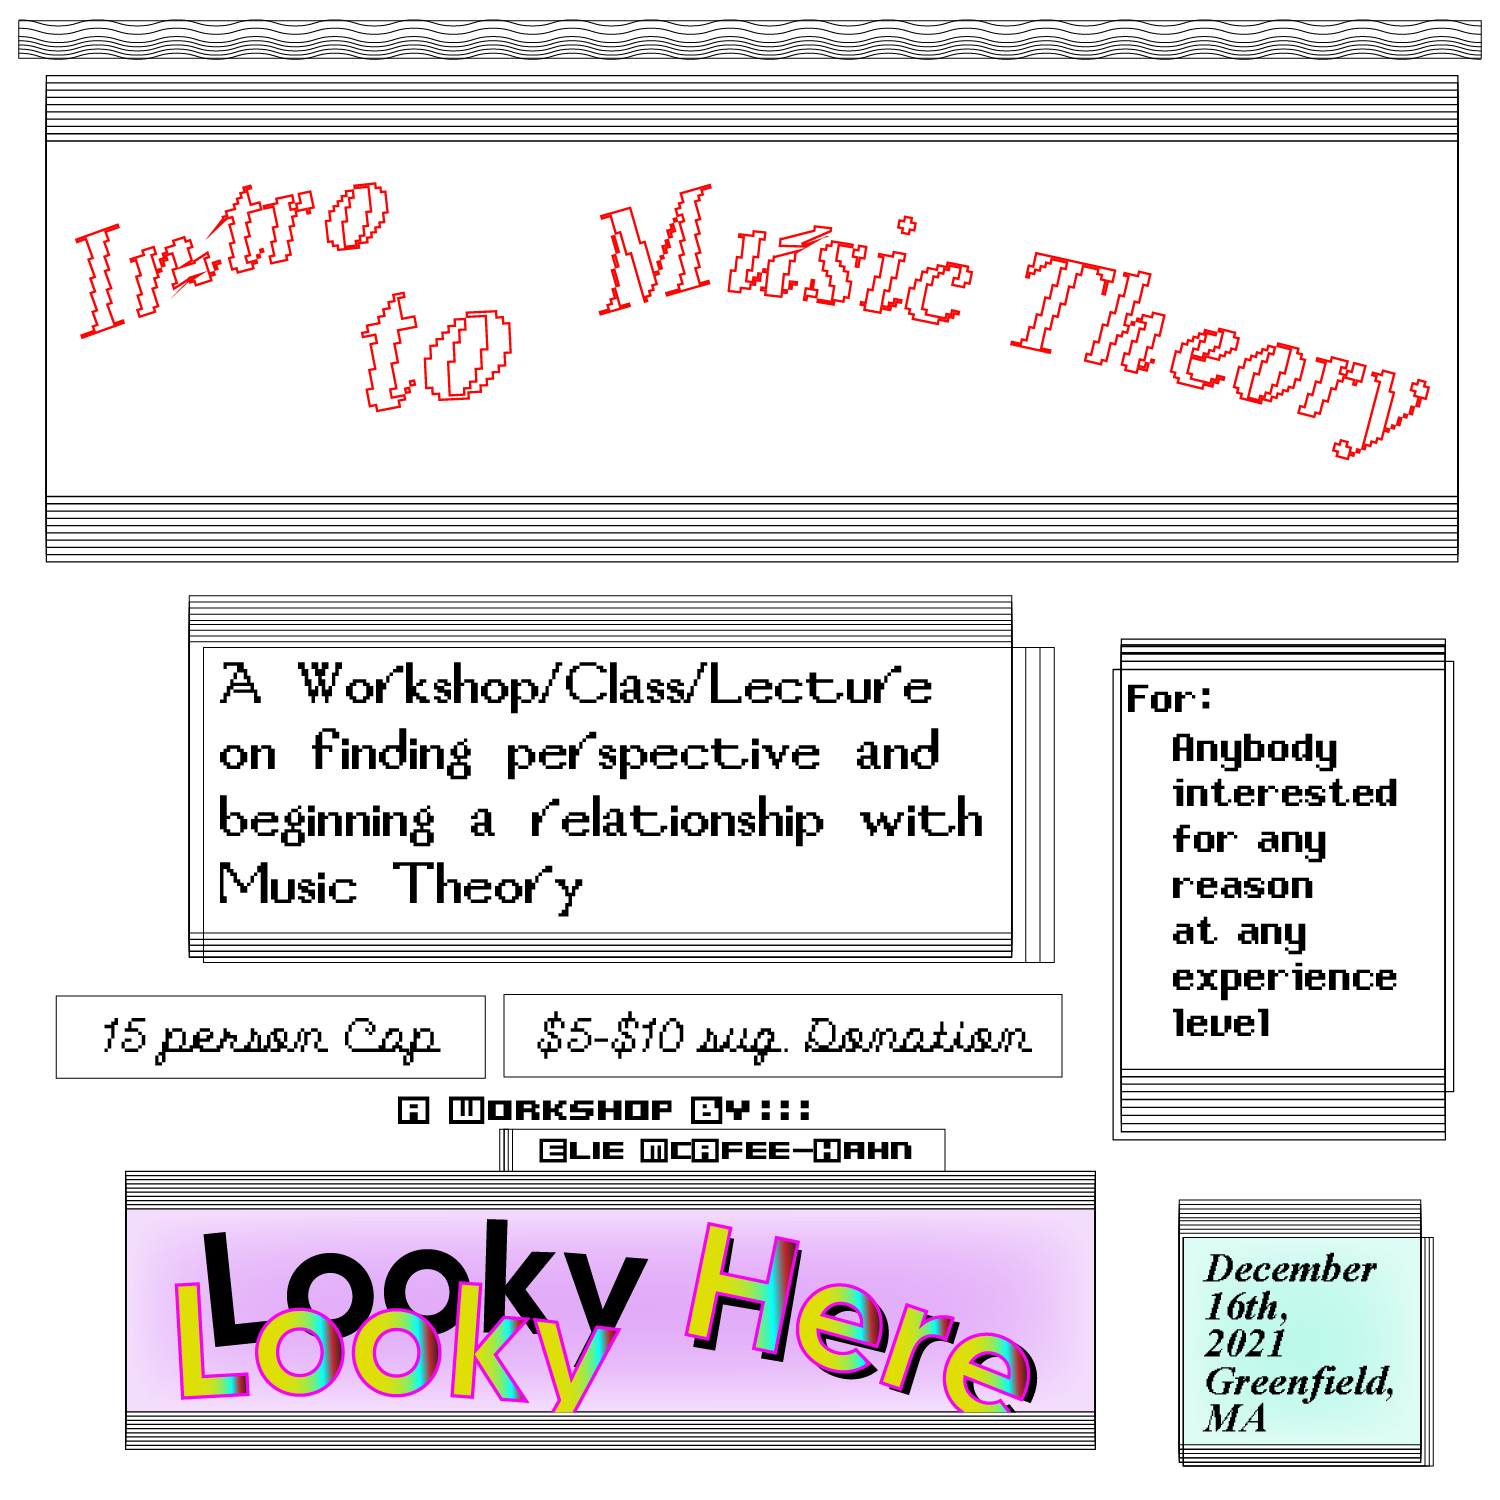 Intro to Music Theory
A Workshop/Class/Lecture
on finding perspective and
beginning a relationship with
Music Theory
For:
Anybody
interested
for any
reason
at any
experience
level
15 person Cap
$5-$10 sug. Donation
A Workshop By:::
Elie McAfee-Hahn
Looky Here
December
16th,
2021
Greenfield,
MA